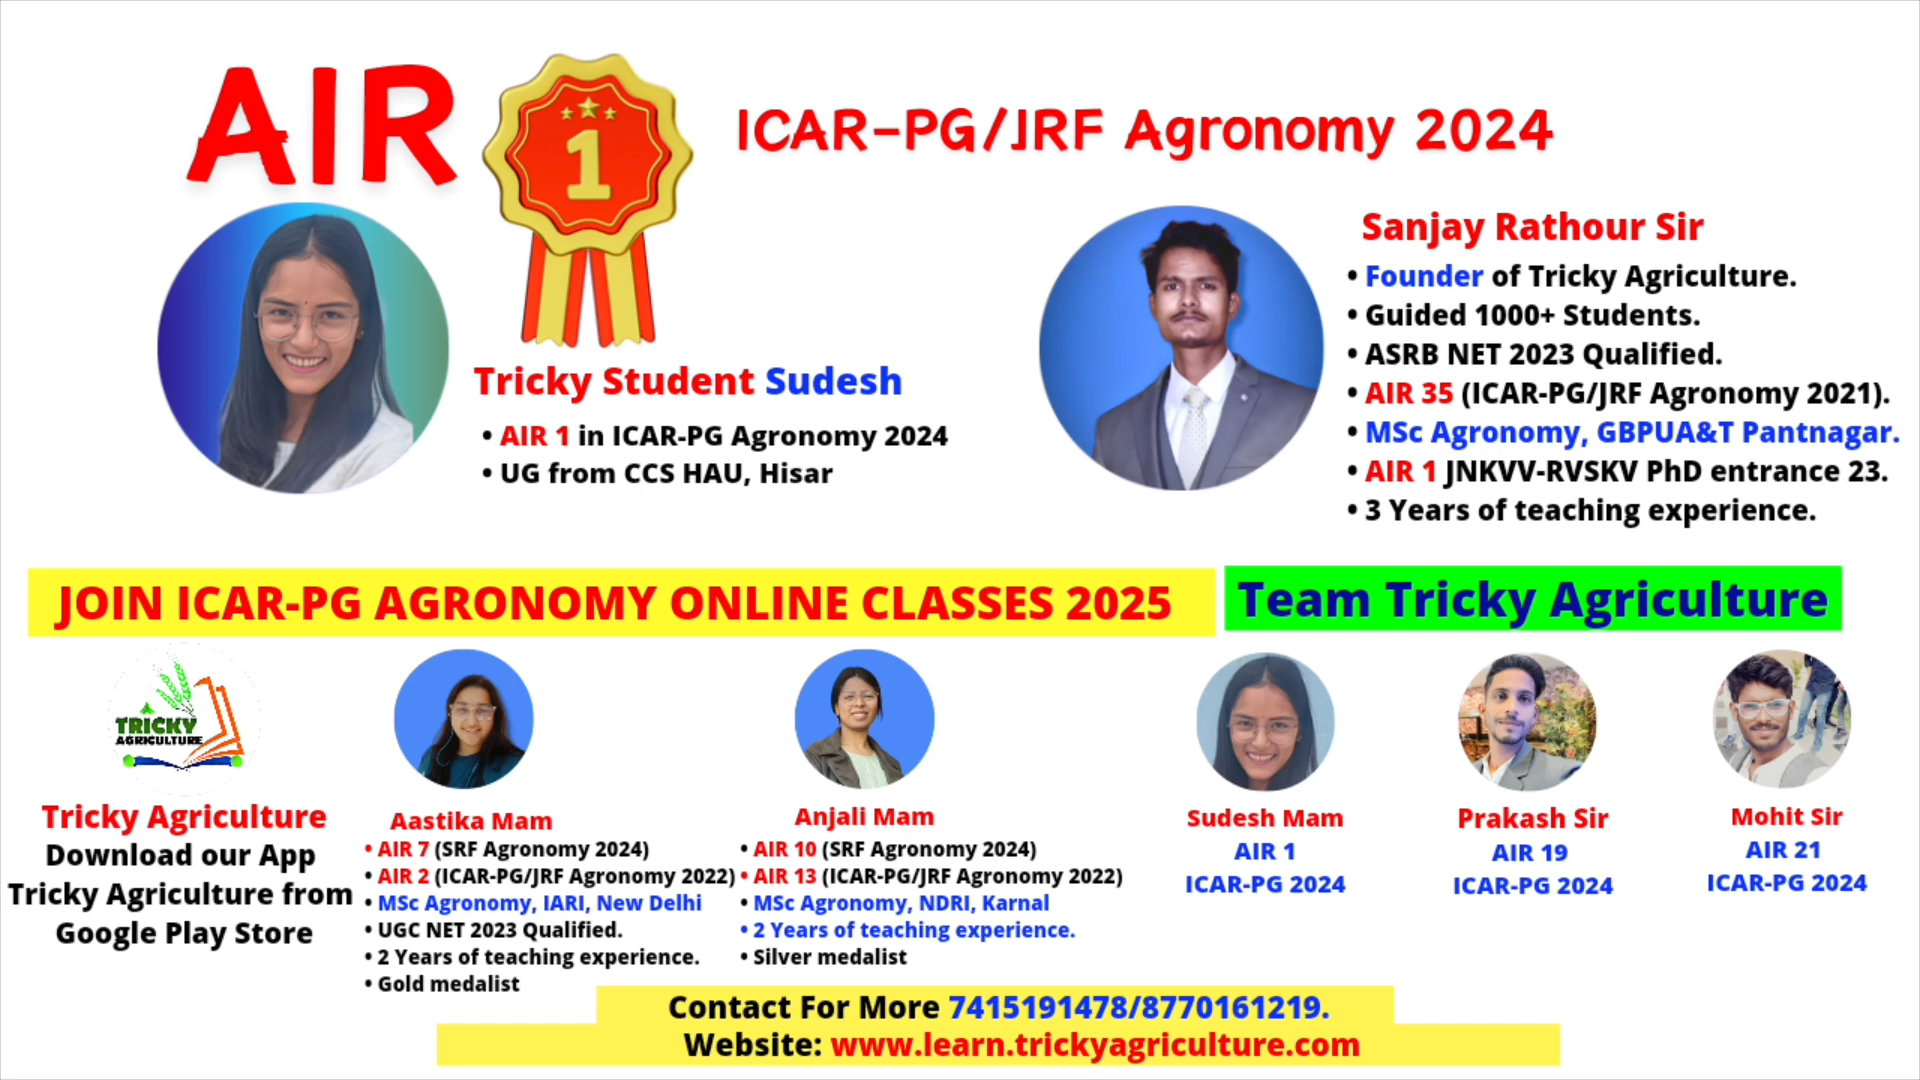 AIR
1
ICAR-PG/JRF Agronomy 2024
Tricky Student Sudesh
• AIR 1 in ICAR-PG Agronomy 2024
• UG from CCS HAU, Hisar
Sanjay Rathour Sir
• Founder of Tricky Agriculture.
• Guided 1000+ Students.
• ASRB NET 2023 Qualified.
• AIR 35 (ICAR-PG/JRF Agronomy 2021).
• MSc Agronomy, GBPUA&T Pantnagar.
• AIR 1 JNKVV-RVSKV PhD entrance 23.
• 3 Years of teaching experience.
JOIN ICAR-PG AGRONOMY ONLINE CLASSES 2025
Team Tricky Agriculture
TRICKY
AGRICULTURE
Tricky Agriculture
Download our App
Tricky Agriculture from
Google Play Store
Aastika Mam
• AIR 7 (SRF Agronomy 2024)
• AIR 2 (ICAR-PG/JRF Agronomy 2022)
• MSc Agronomy, IARI, New Delhi
• UGC NET 2023 Qualified.
• 2 Years of teaching experience.
• Gold medalist
Anjali Mam
• AIR 10 (SRF Agronomy 2024)
• AIR 13 (ICAR-PG/JRF Agronomy 2022)
• MSc Agronomy, NDRI, Karnal
• 2 Years of teaching experience.
• Silver medalist
Sudesh Mam
AIR 1
ICAR-PG 2024
Prakash Sir
AIR 19
ICAR-PG 2024
Mohit Sir
AIR 21
ICAR-PG 2024
Contact For More 7415191478/8770161219.
Website: www.learn.trickyagriculture.com